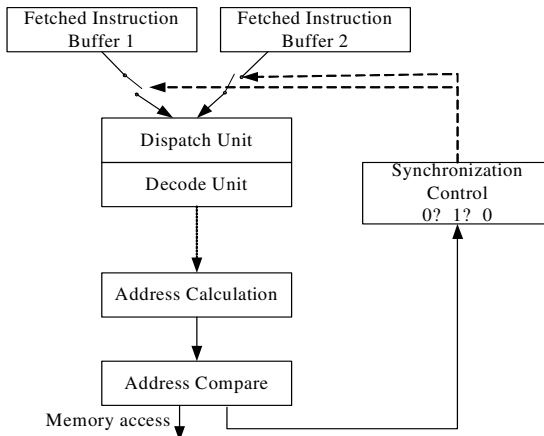 Fetched Instruction
Buffer 1
Fetched Instruction
Buffer 2
Dispatch Unit
Decode Unit
Synchronization
Control
0? 1? 0
Address Calculation
Address Compare
Memory access